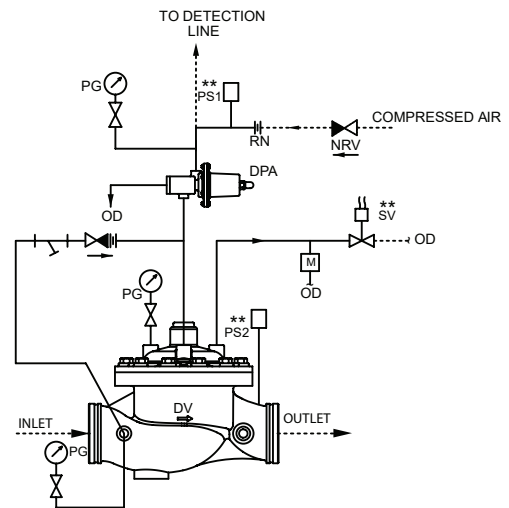 TO DETECTION
LINE
PG
**
PS1
COMPRESSED AIR
RN
NRV
DPA
OD
**
SV
OD
M
OD
PG
**
PS2
DV
INLET
OUTLET
PG